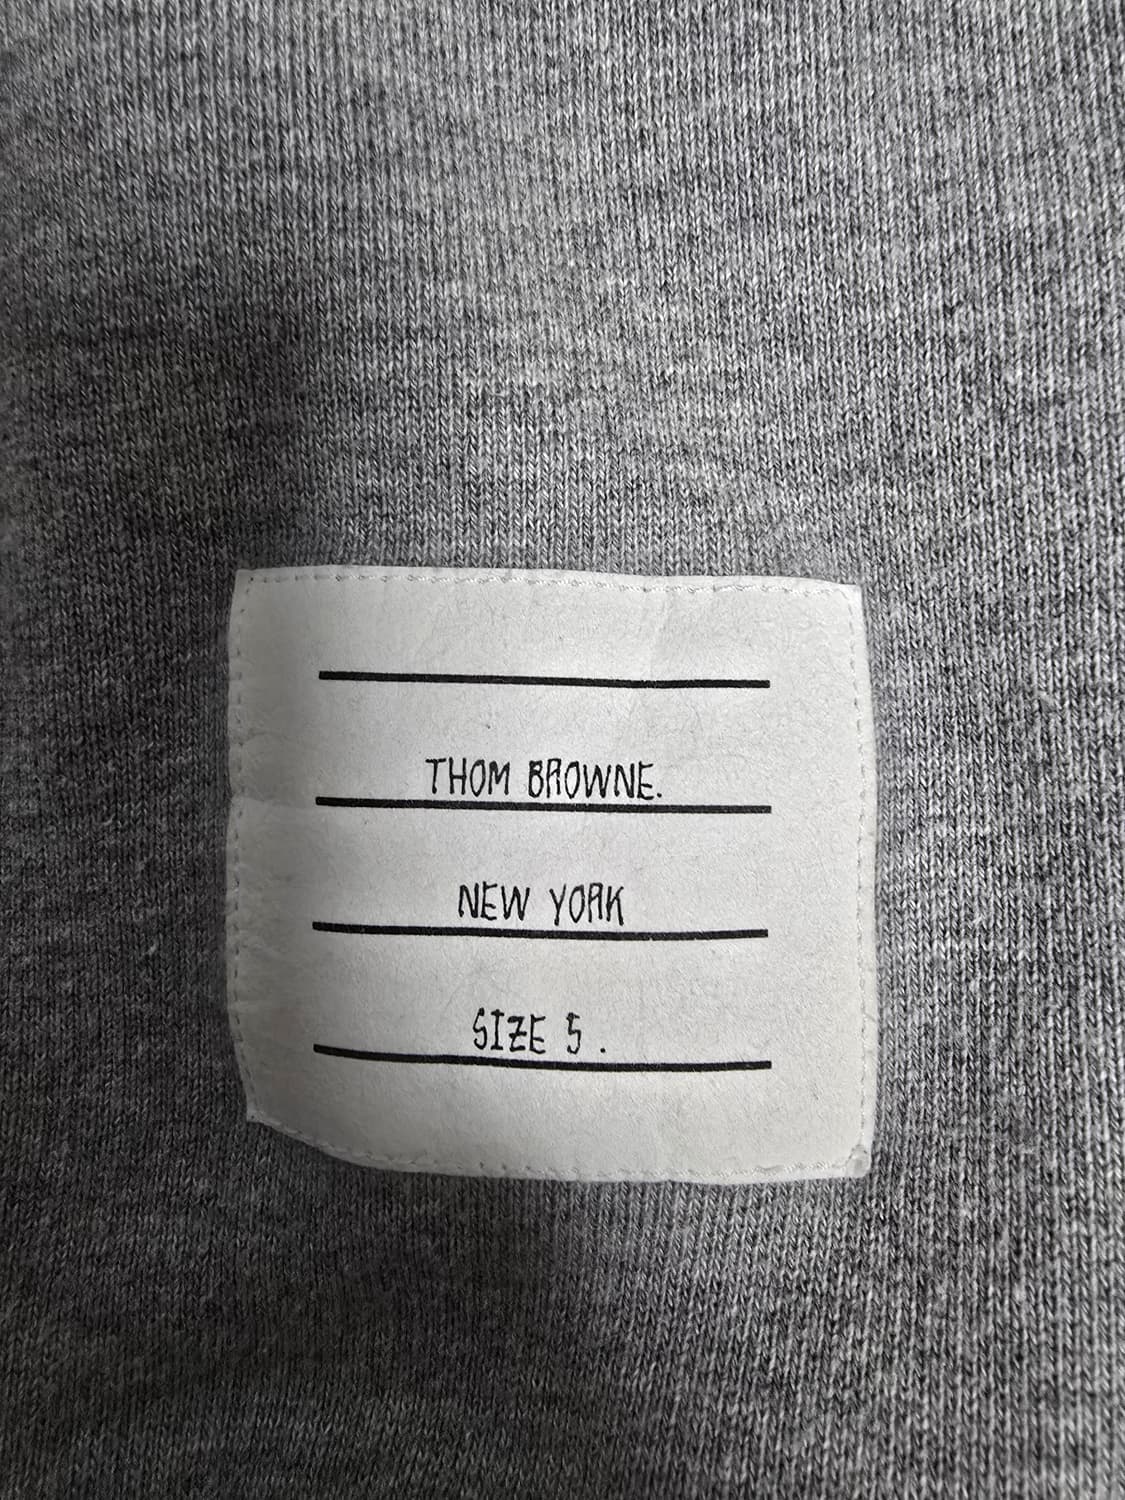 THOM BROWNE.
NEW YORK
SIZE 5 .